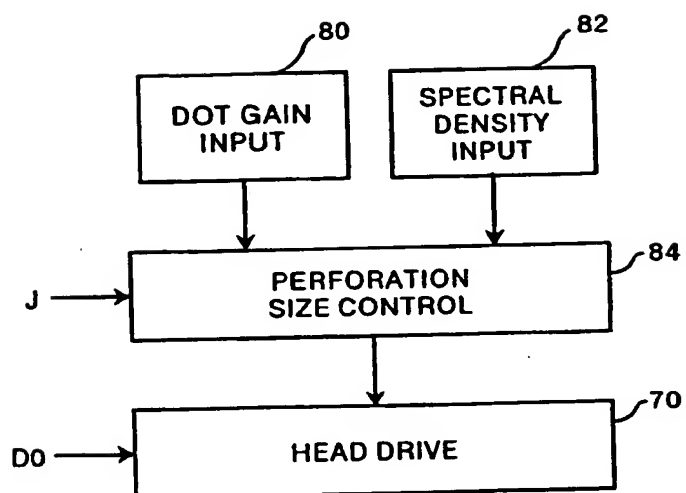 80
82
DOT GAIN
INPUT
SPECTRAL
DENSITY
INPUT
84
J
PERFORATION
SIZE CONTROL
70
D0
HEAD DRIVE